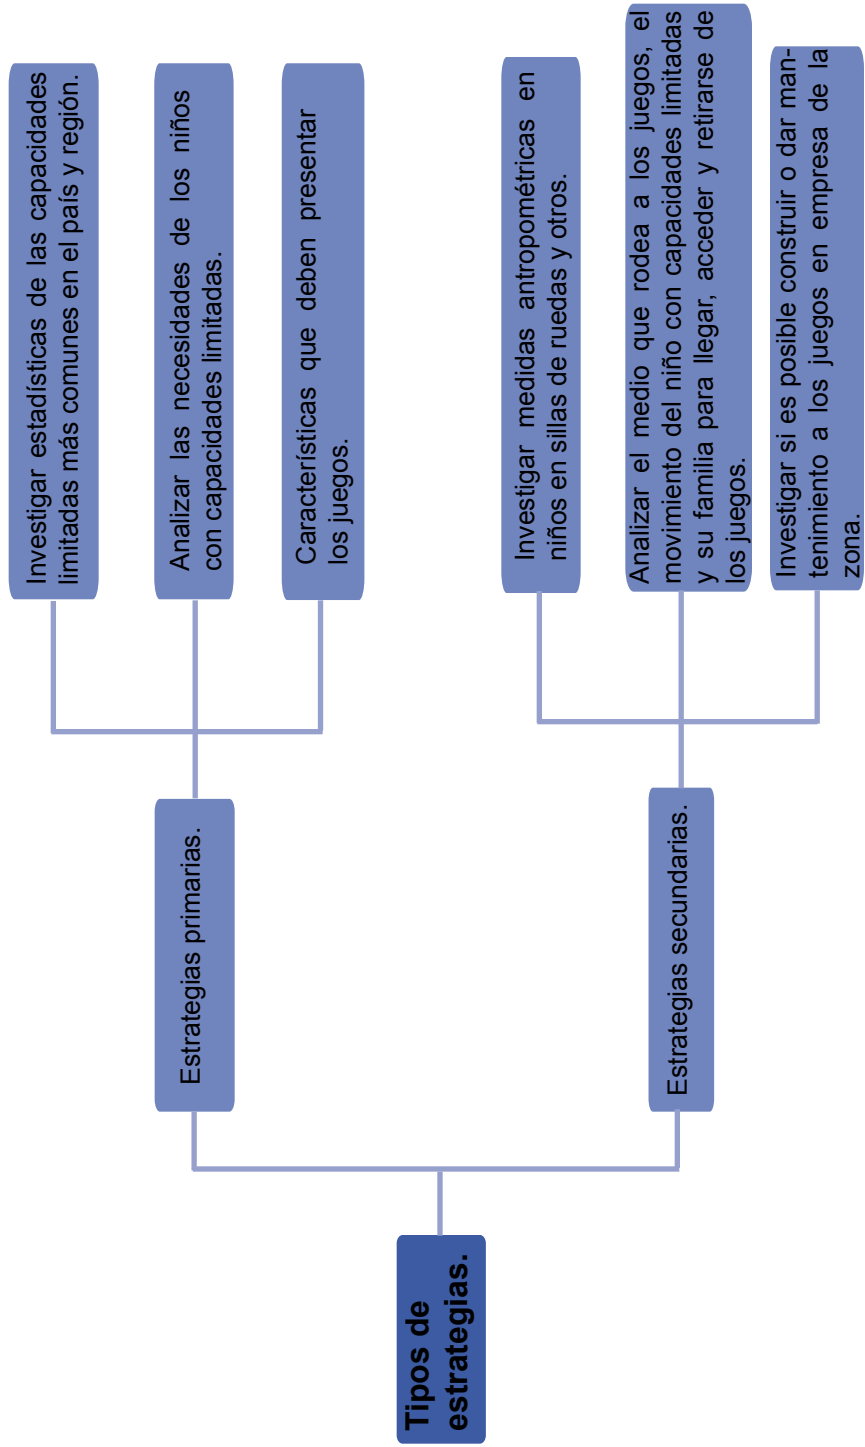 Tipos de
estrategias.
Estrategias primarias.
Investigar estadísticas de las capacidades
limitadas más comunes en el país y región.
Analizar las necesidades de los niños
con capacidades limitadas.
Características que deben presentar
los juegos.
Estrategias secundarias.
Investigar medidas antropométricas en
niños en sillas de ruedas y otros.
Analizar el medio que rodea a los juegos, el
movimiento del niño con capacidades limitadas
y su familia para llegar, acceder y retirarse de
los juegos.
Investigar si es posible construir o dar man-
tenimiento a los juegos en empresa de la
zona.